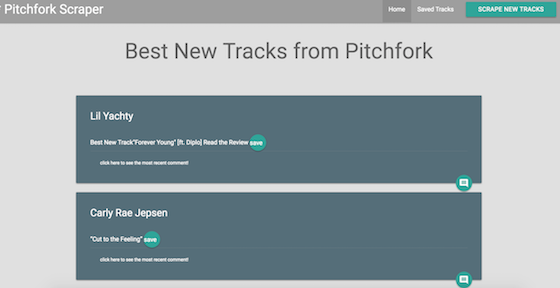 Pitchfork Scraper
Home
Saved Tracks
SCRAPE NEW TRACKS
Best New Tracks from Pitchfork
Lil Yachty
Best New Track"Forever Young" [ft. Diplo] Read the Review save
click here to see the most recent comment!
Carly Rae Jepsen
"Cut to the Feeling" save
click here to see the most recent comment!